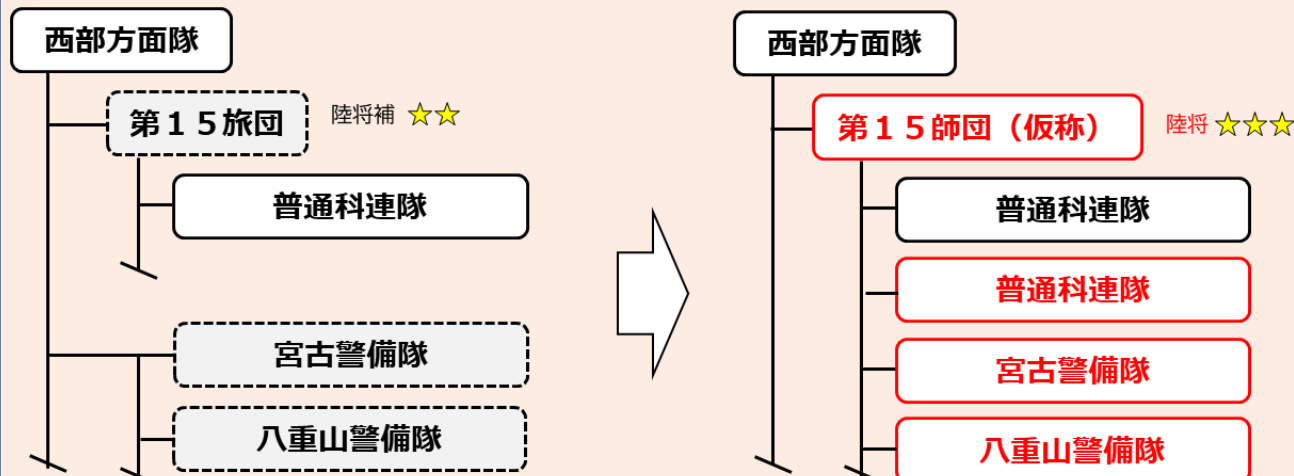 西部方面隊
第１５旅団
陸将補 ☆☆
普通科連隊
宮古警備隊
八重山警備隊
西部方面隊
第１５師団（仮称）
陸将 ☆☆☆
普通科連隊
普通科連隊
宮古警備隊
八重山警備隊